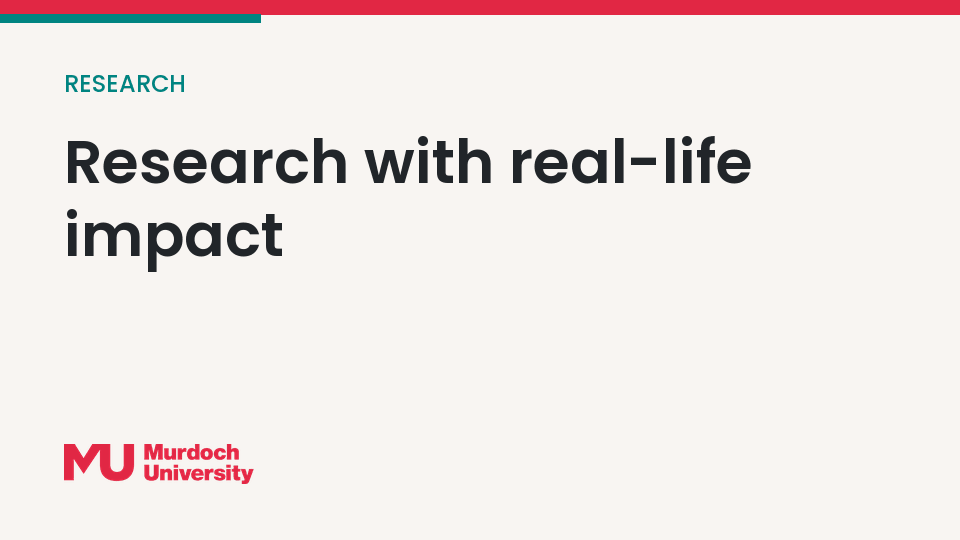 RESEARCH
Research with real-life
impact
MU Murdoch
University